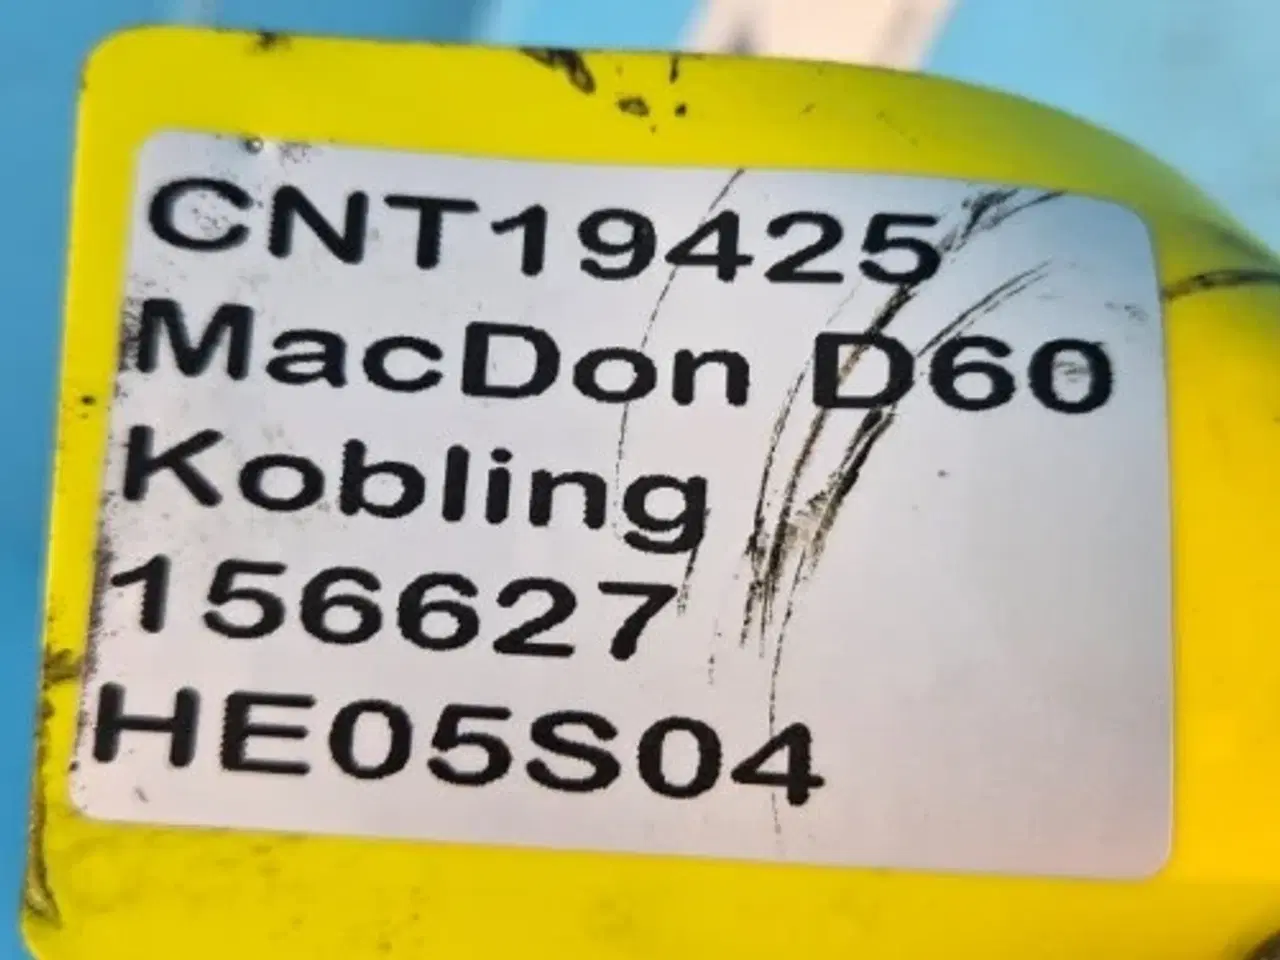 CNT19425
MacDon D60
Kobling
156627
HE05S04